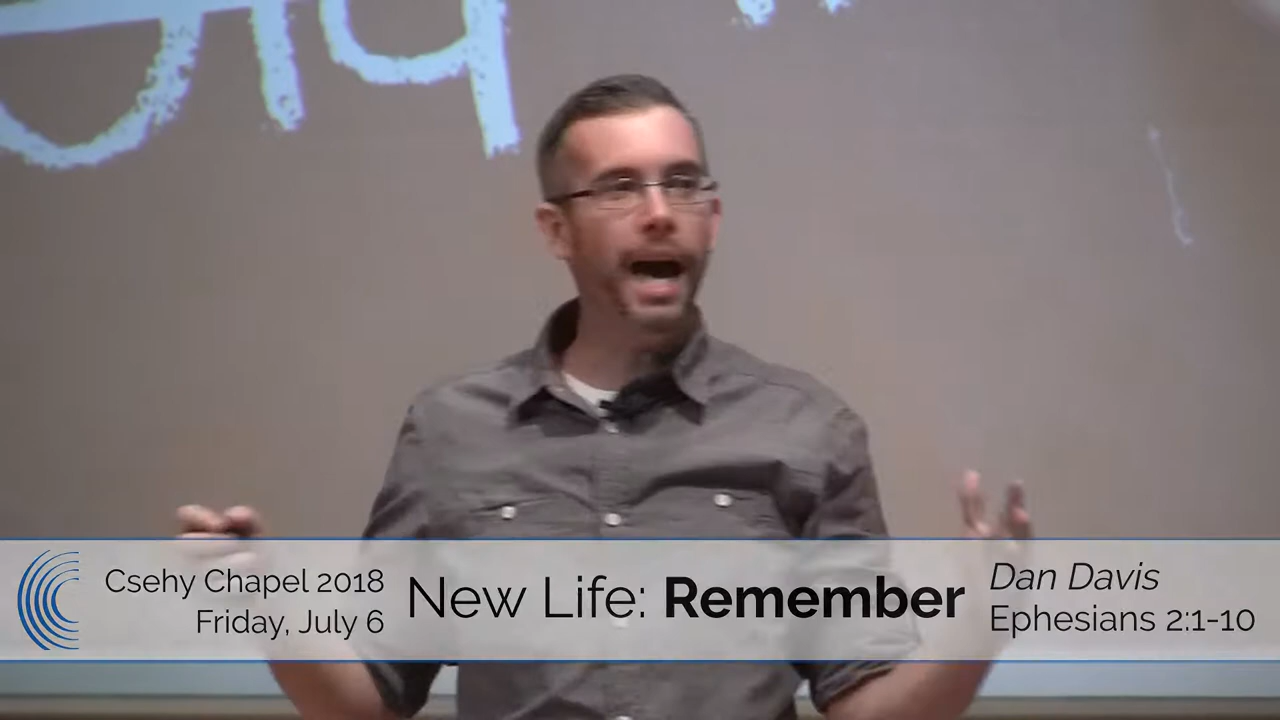 Csehy Chapel 2018
Friday, July 6
New Life: Remember
Dan Davis
Ephesians 2:1-10